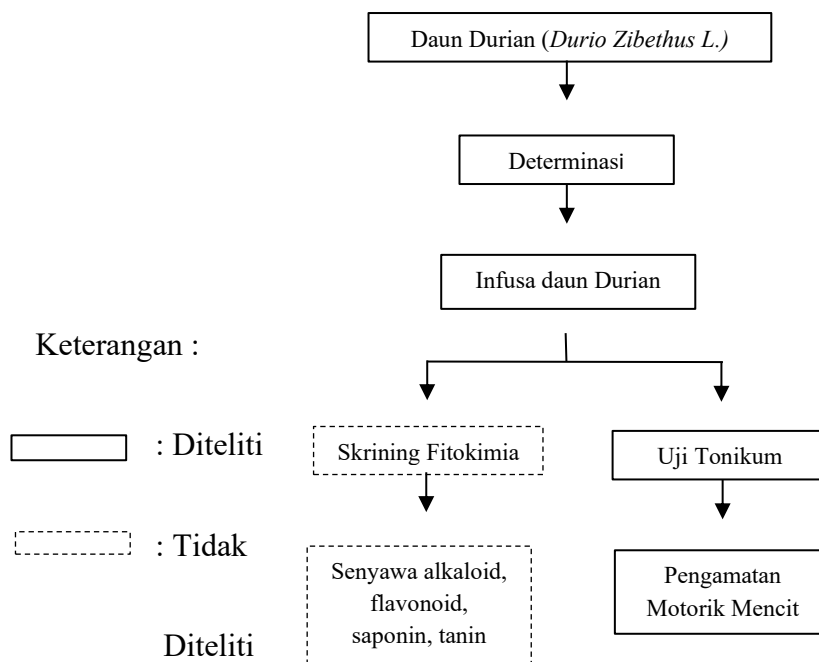 Daun Durian (Durio Zibethus L.)
Determinasi
Infusa daun Durian
Keterangan :
: Diteliti
Skrining Fitokimia
Uji Tonikum
: Tidak
Diteliti
Senyawa alkaloid,
flavonoid,
saponin, tanin
Pengamatan
Motorik Mencit